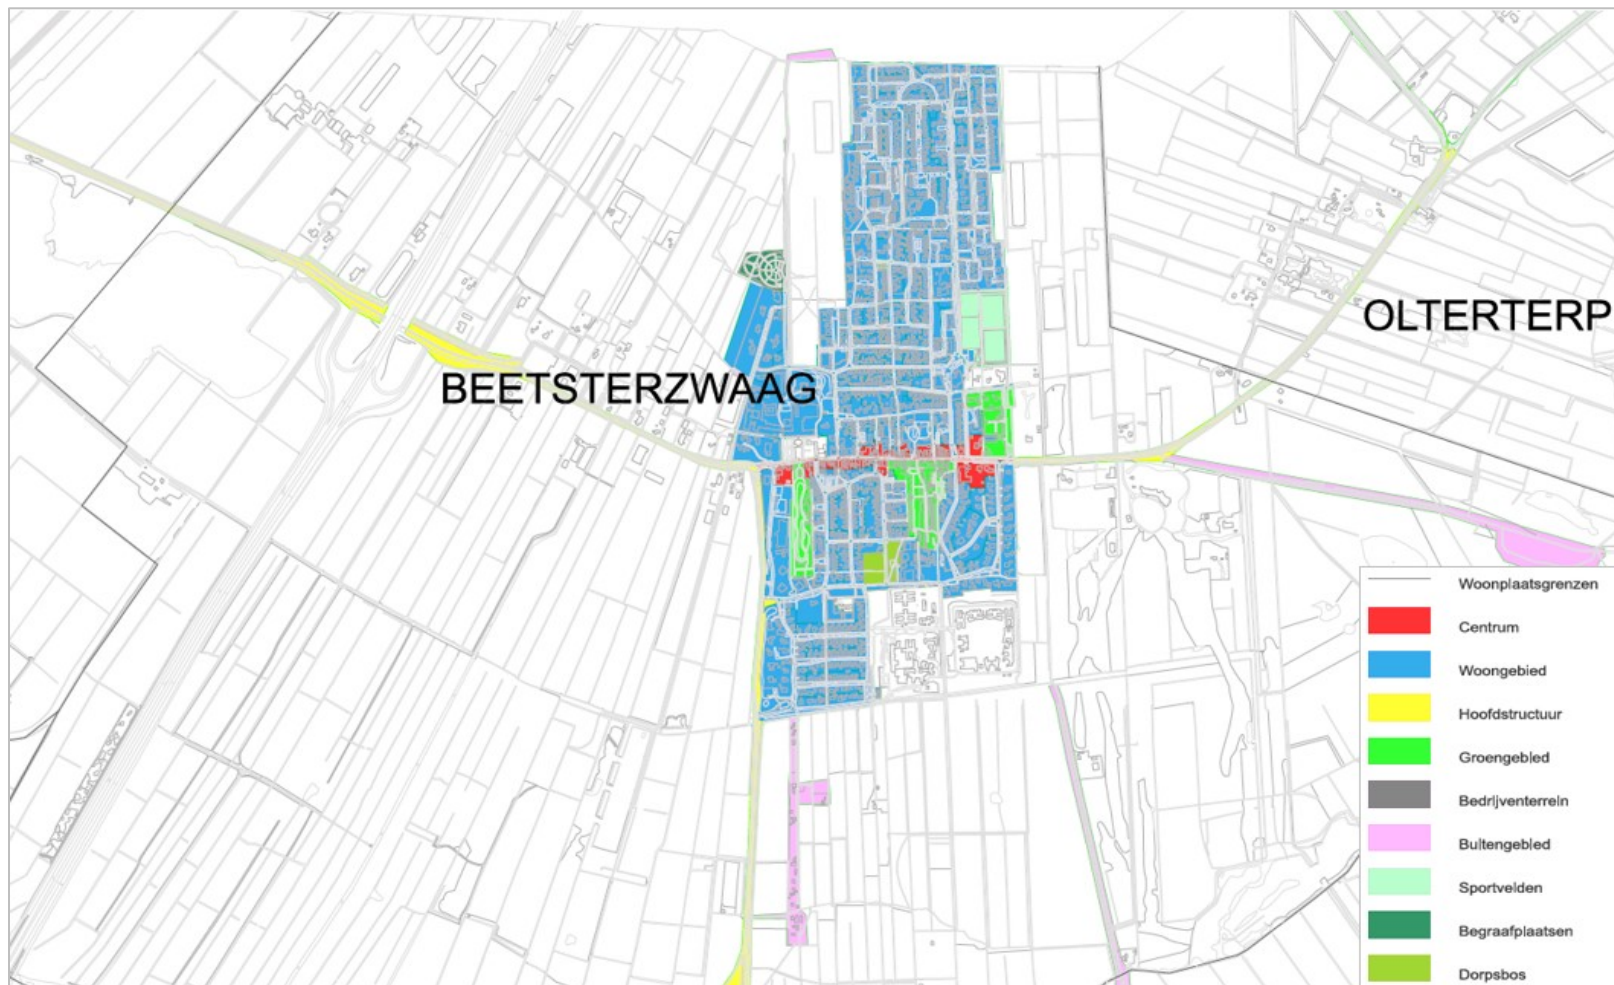 OLTERTERP
BEETSTERZWAAG
Woonplaatsgrenzen
Centrum
Woongebied
Hoofdstructuur
Groengebied
Bedrijventerrein
Buitengebied
Sportvelden
Begraafplaatsen
Dorpsbos